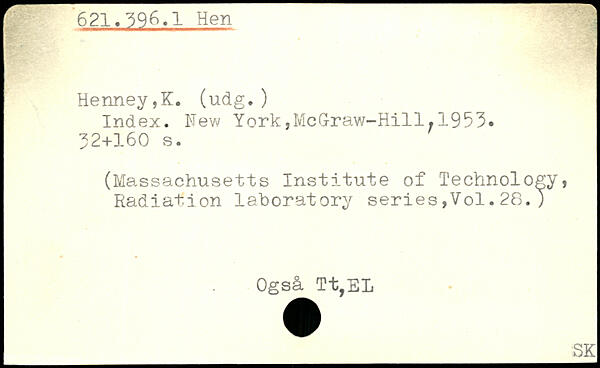 621.396.1 Hen
Henney,K. (udg.)
Index. New York,McGraw-Hill,1953.
32+160 s.
(Massachusetts Institute of Technology,
Radiation laboratory series,Vol.28.)
Også Tt,EL
SK